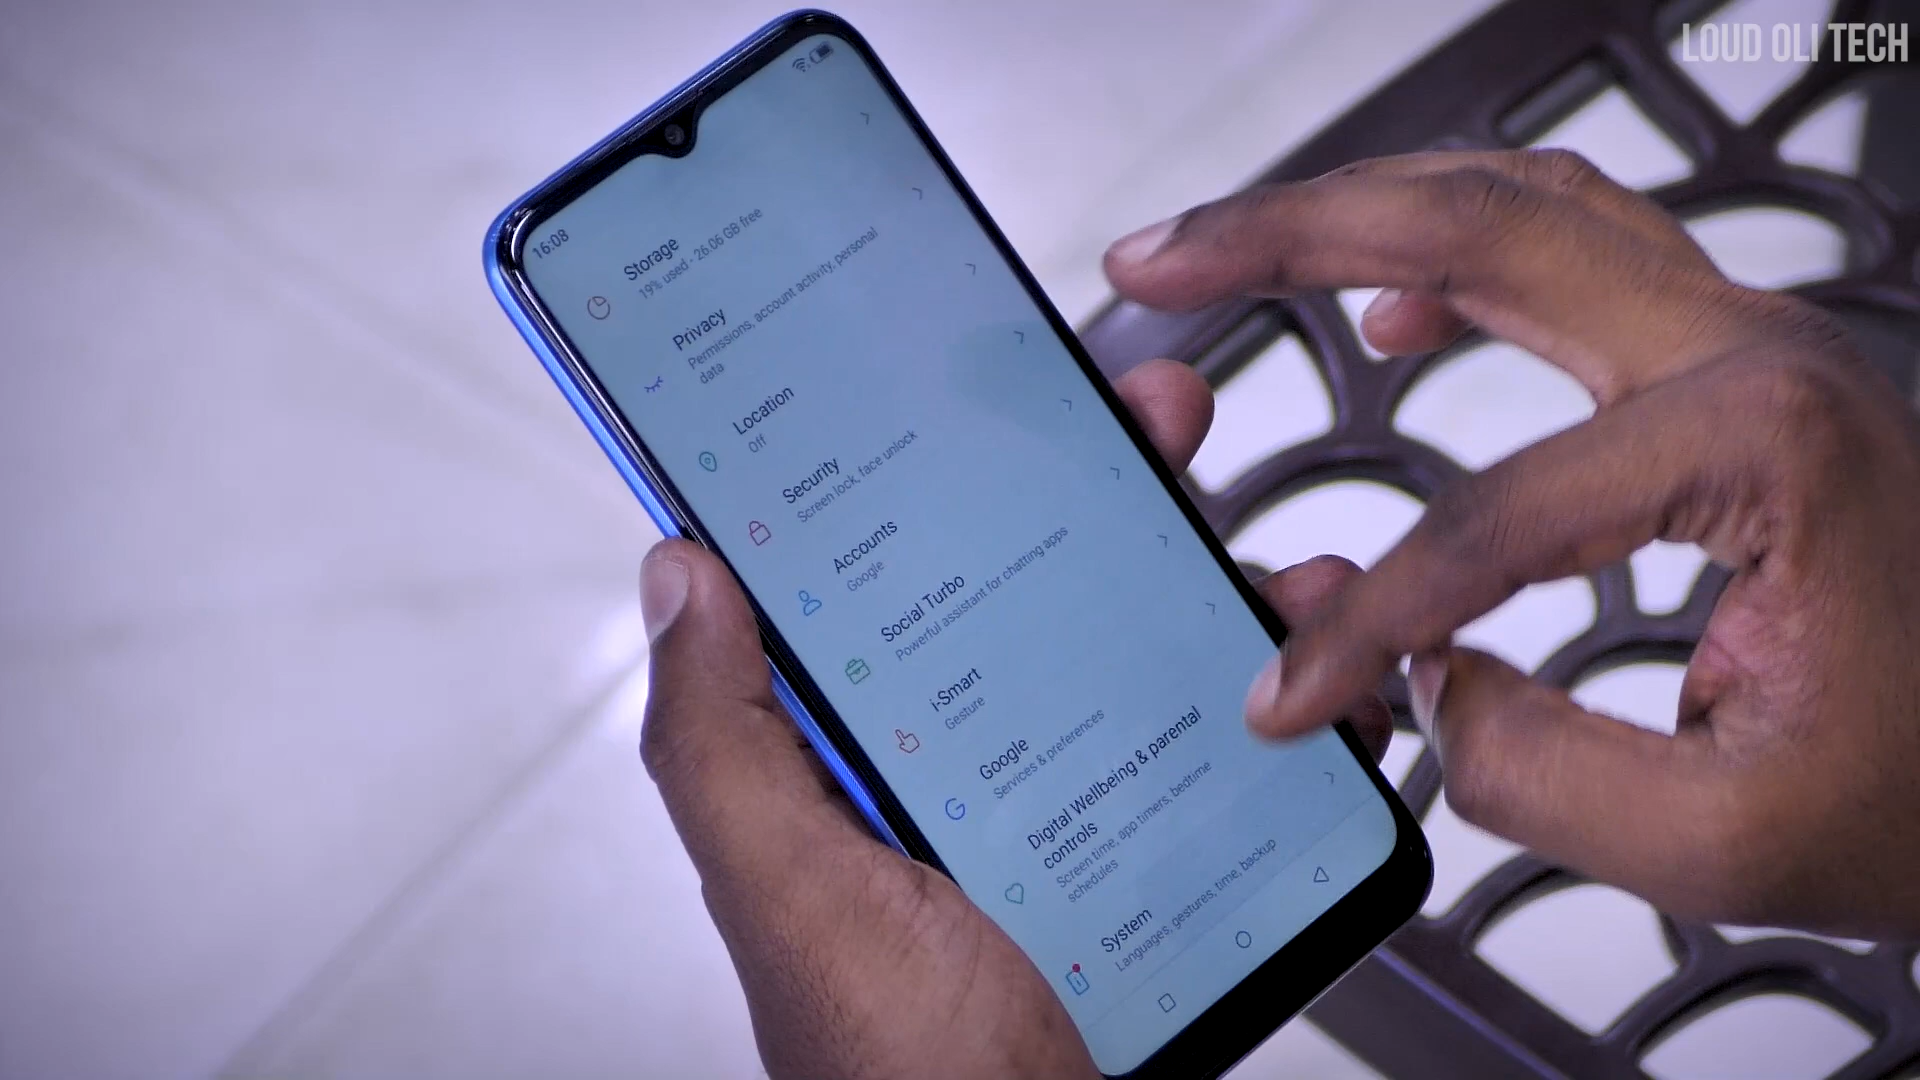 LOUD OLI TECH
16:08
Storage
19% used - 26.06 GB free
Privacy
Permissions, account activity, personal
data
Location
Off
Security
Screen lock, face unlock
Accounts
Google
Social Turbo
Powerful assistant for chatting apps
i-Smart
Gesture
Google
Services & preferences
Digital Wellbeing & parental
controls
Screen time, app timers, bedtime
schedules
System
Languages, gestures, time, backup